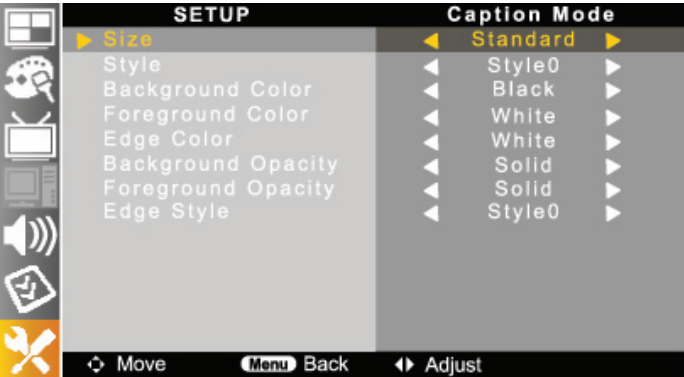 SETUP Caption Mode
Size Standard
Style Style0
Background Color Black
Foreground Color White
Edge Color White
Background Opacity Solid
Foreground Opacity Solid
Edge Style Style0
Move Menu Back Adjust